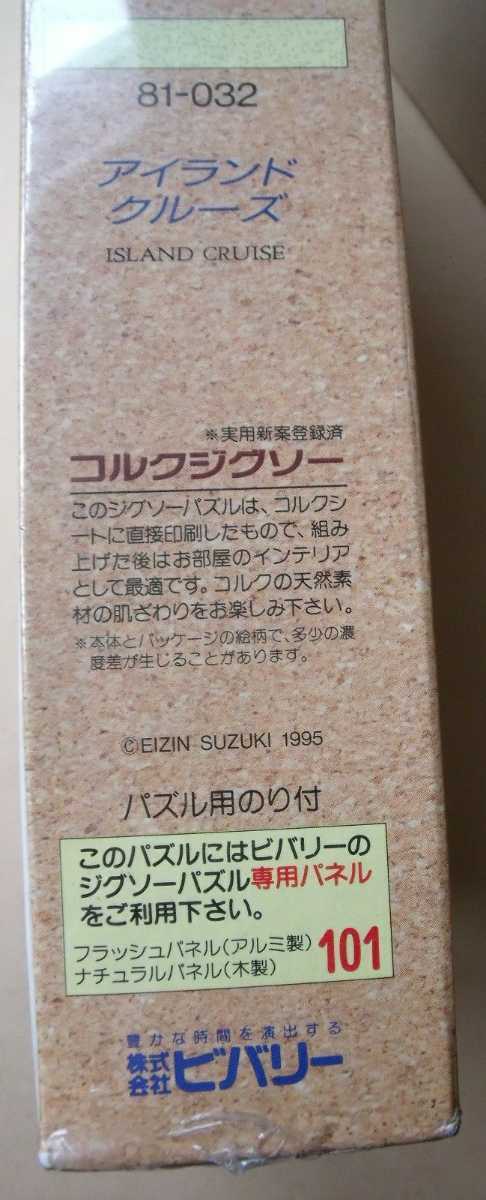 81-032
アイランド
クルーズ
ISLAND CRUISE
※実用新案登録済
コルクジグソー
このジグソーパズルは、コルクシ
ートに直接印刷したもので、組み
上げた後はお部屋のインテリア
として最適です。コルクの天然素
材の肌ざわりをお楽しみ下さい。
※本体とパッケージの絵柄で、多少の濃
度差が生じることがあります。
©EIZIN SUZUKI 1995
パズル用のり付
このパズルにはビバリーの
ジグソーパズル専用パネル
をご利用下さい。
フラッシュパネル(アルミ製)
ナチュラルパネル(木製)
101
豊かな時間を演出する
株式会社ビバリー